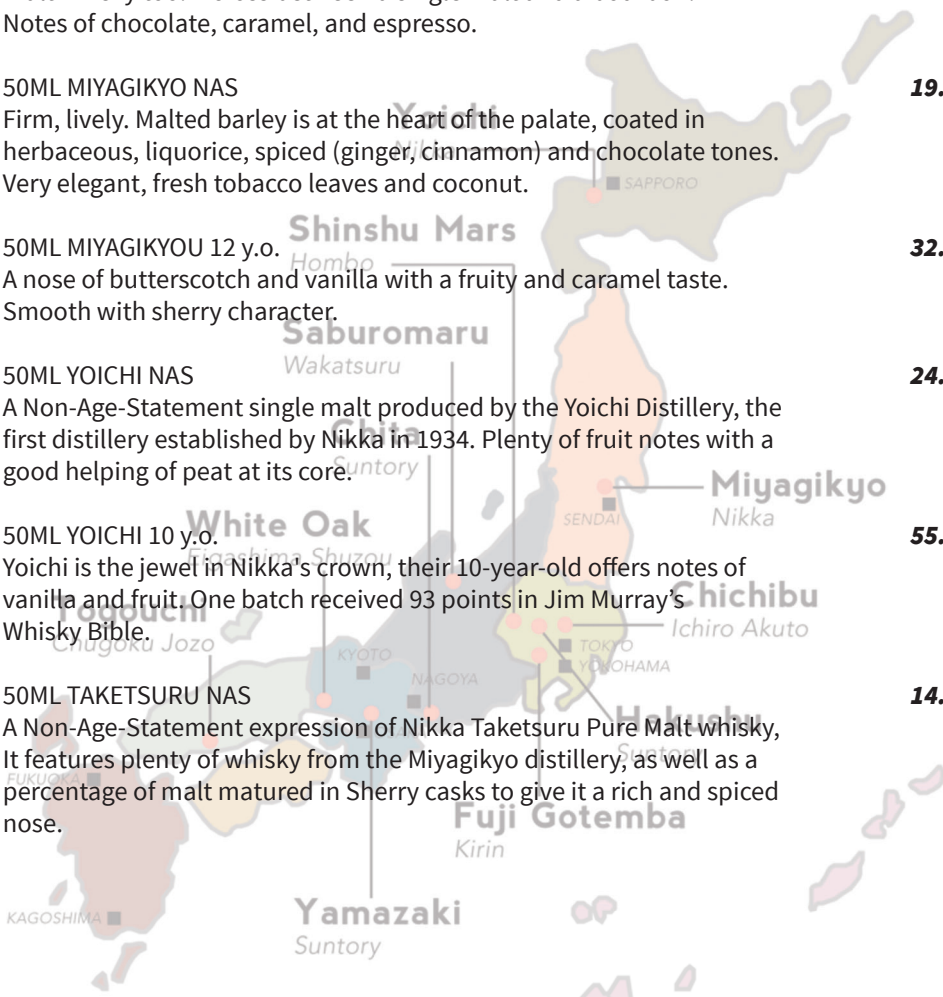 Notes of chocolate, caramel, and espresso.
50ML MIYAGIKYO NAS 19.
Firm, lively. Malted barley is at the heart of the palate, coated in
herbaceous, liquorice, spiced (ginger, cinnamon) and chocolate tones.
Very elegant, fresh tobacco leaves and coconut.
50ML MIYAGIKYOU 12 y.o. 32.
A nose of butterscotch and vanilla with a fruity and caramel taste.
Smooth with sherry character.
50ML YOICHI NAS 24.
A Non-Age-Statement single malt produced by the Yoichi Distillery, the
first distillery established by Nikka in 1934. Plenty of fruit notes with a
good helping of peat at its core.
50ML YOICHI 10 y.o. 55.
Yoichi is the jewel in Nikka's crown, their 10-year-old offers notes of
vanilla and fruit. One batch received 93 points in Jim Murray's
Whisky Bible.
50ML TAKETSURU NAS 14.
A Non-Age-Statement expression of Nikka Taketsuru Pure Malt whisky,
It features plenty of whisky from the Miyagikyo distillery, as well as a
percentage of malt matured in Sherry casks to give it a rich and spiced
nose.
Yoichi
Nikka
SAPPORO
Shinshu Mars
Hombo
Saburomaru
Wakatsuru
Chita
Suntory
Miyagikyo
Nikka
SENDAI
White Oak
Eigashima Shuzou
Togouchi
Chugoku Jozo
Chichibu
Ichiro Akuto
TOKYO
YOKOHAMA
KYOTO
NAGOYA
Hakushu
Suntory
FUKUOKA
Fuji Gotemba
Kirin
KAGOSHIMA
Yamazaki
Suntory